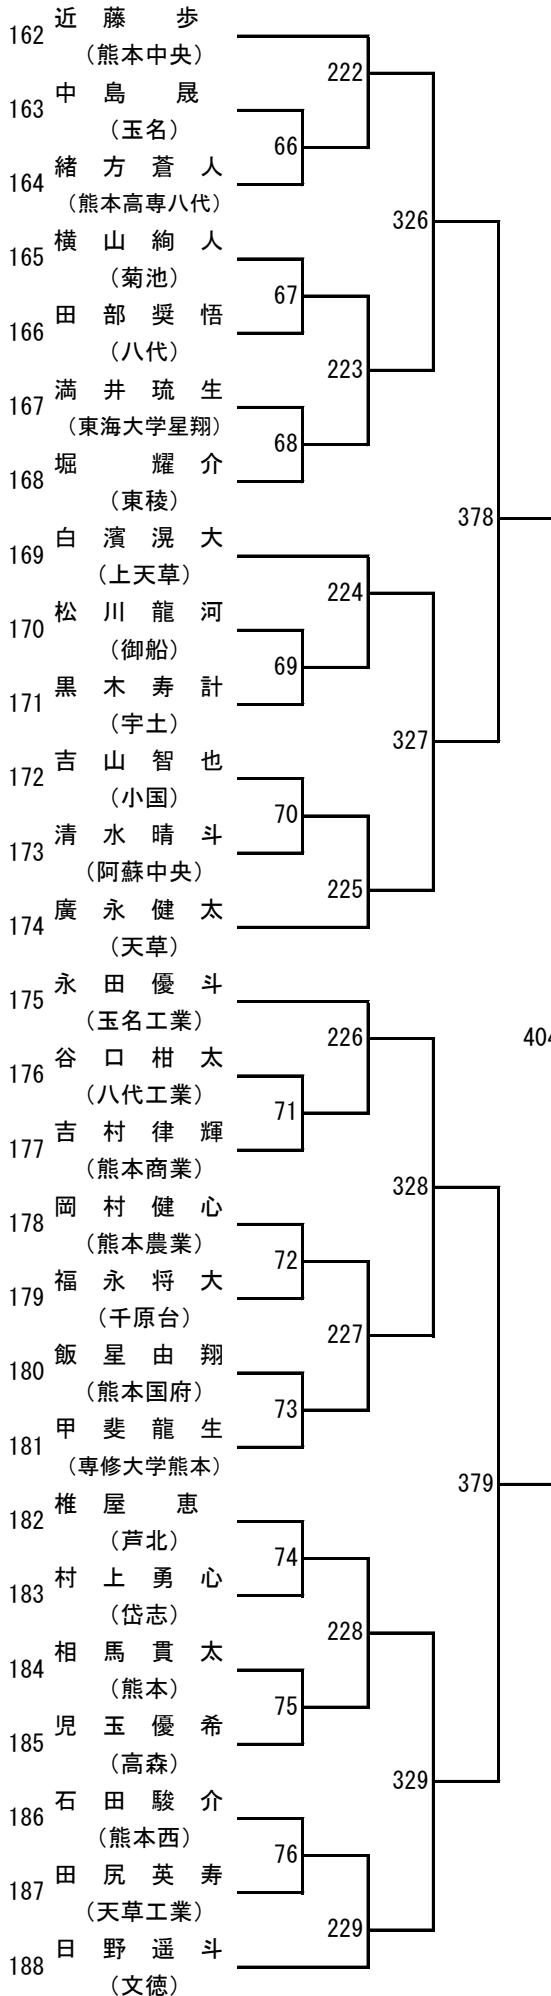 162 近藤 歩
(熊本中央)
222
163 中島 晟
(玉名)
66
164 緒方蒼人
(熊本高専八代)
326
165 横山絢人
(菊池)
67
166 田部奨悟
(八代)
223
167 満井琉生
(東海大学星翔)
68
168 堀 耀介
(東稜)
378
169 白濱滉大
(上天草)
224
170 松川龍河
(御船)
69
171 黒木寿計
(宇土)
327
172 吉山智也
(小国)
70
173 清水晴斗
(阿蘇中央)
225
174 廣永健太
(天草)
175 永田優斗
(玉名工業)
226
404
176 谷口柑太
(八代工業)
71
177 吉村律輝
(熊本商業)
328
178 岡村健心
(熊本農業)
72
179 福永将大
(千原台)
227
180 飯星由翔
(熊本国府)
73
181 甲斐龍生
(専修大学熊本)
379
182 椎屋 恵
(芦北)
74
183 村上勇心
(岱志)
228
184 相馬貫太
(熊本)
75
185 児玉優希
(高森)
329
186 石田駿介
(熊本西)
76
187 田尻英寿
(天草工業)
229
188 日野遥斗
(文徳)